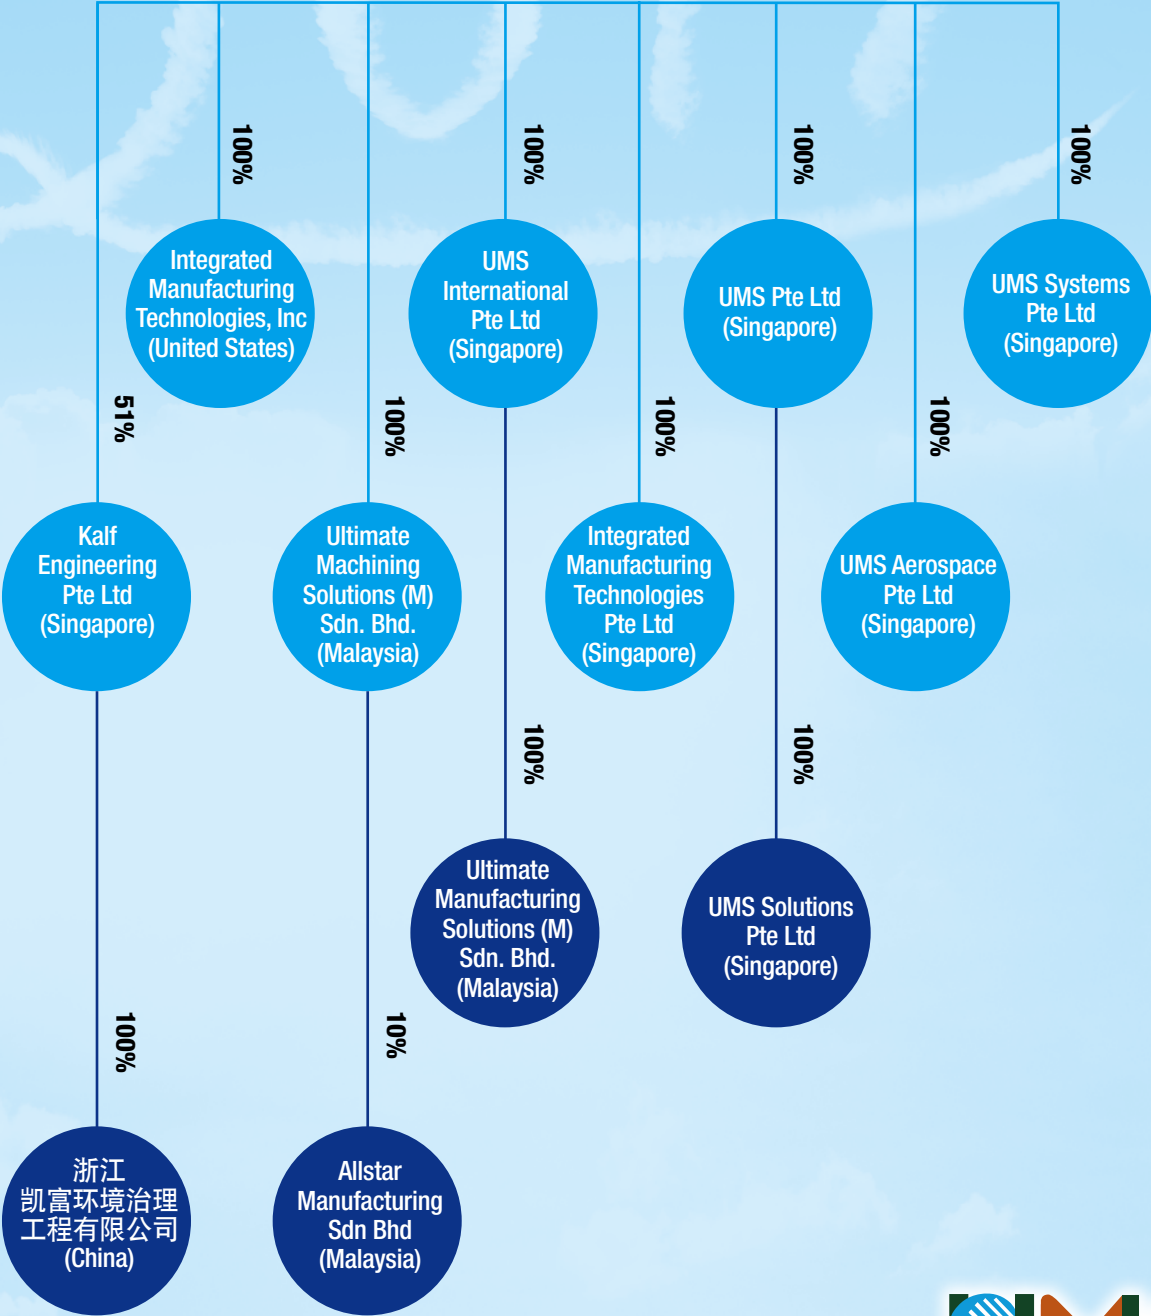 100%
100%
100%
100%
Integrated
Manufacturing
Technologies, Inc
(United States)
UMS
International
Pte Ltd
(Singapore)
UMS Pte Ltd
(Singapore)
UMS Systems
Pte Ltd
(Singapore)
51%
100%
100%
100%
Kalf
Engineering
Pte Ltd
(Singapore)
Ultimate
Machining
Solutions (M)
Sdn. Bhd.
(Malaysia)
Integrated
Manufacturing
Technologies
Pte Ltd
(Singapore)
UMS Aerospace
Pte Ltd
(Singapore)
100%
100%
Ultimate
Manufacturing
Solutions (M)
Sdn. Bhd.
(Malaysia)
UMS Solutions
Pte Ltd
(Singapore)
100%
10%
浙江
凯富环境治理
工程有限公司
(China)
Allstar
Manufacturing
Sdn Bhd
(Malaysia)